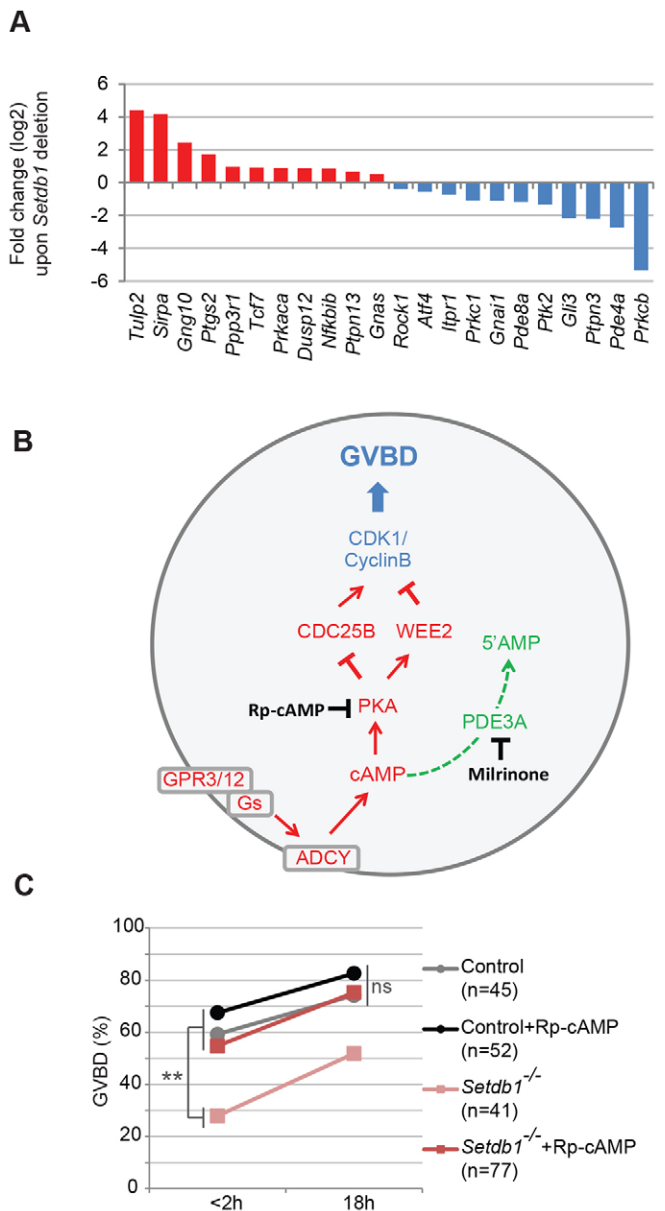 A
Fold change (log2)
upon Setdb1 deletion
6
4
2
0
-2
-4
-6
Tulp2
Sirpa
Gng10
Ptgs2
Ppp3r1
Tcf7
Prkaca
Dusp12
Nfkbib
Ptpn13
Gnas
Rock1
Atf4
Itpr1
Prkc1
Gnai1
Pde8a
Ptk2
Gli3
Ptpn3
Pde4a
Prkcb
B
GVBD
CDK1/
CyclinB
CDC25B
WEE2
5'AMP
Rp-cAMP
PKA
PDE3A
cAMP
Milrinone
GPR3/12
Gs
ADCY
C
GVBD (%)
100
80
60
40
20
0
**
ns
<2h
18h
Control
(n=45)
Control+Rp-cAMP
(n=52)
Setdb1-/-
(n=41)
Setdb1-/-+Rp-cAMP
(n=77)